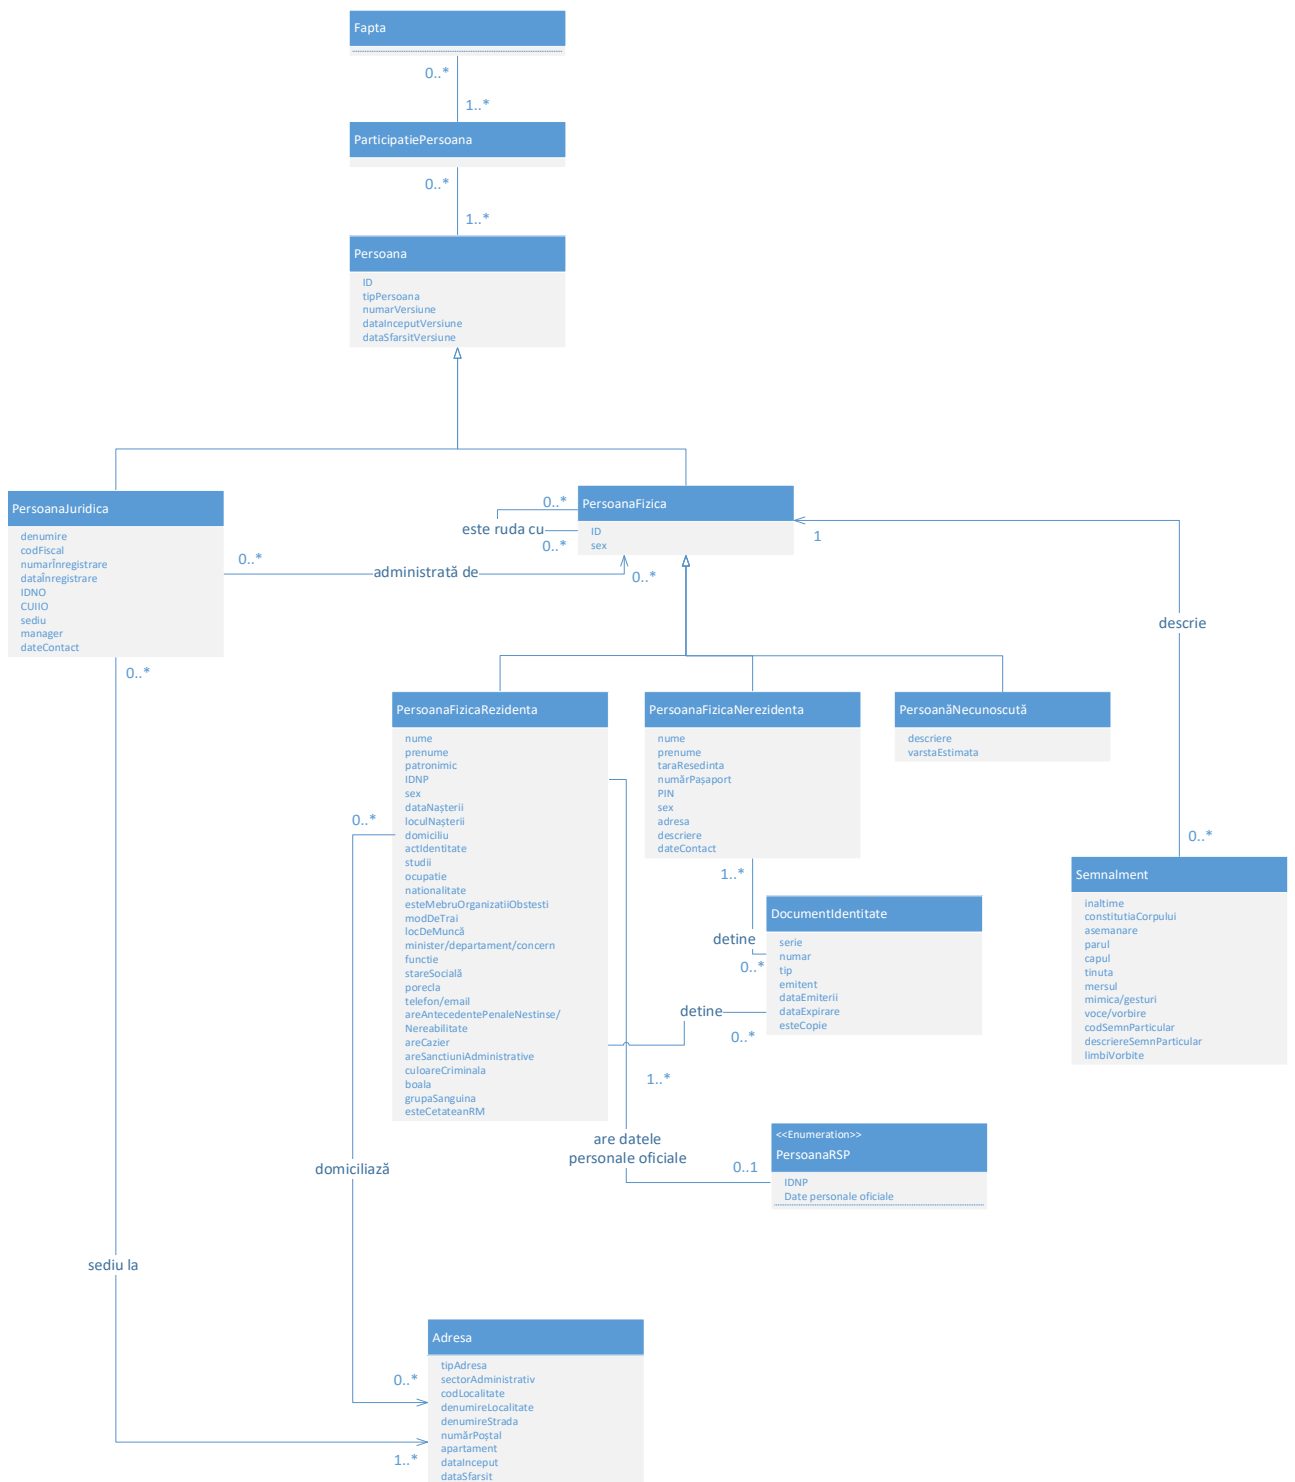 Fapta
0..*
1..*
ParticipatiePersoana
0..*
1..*
Persoana
ID
tipPersoana
numarVersiune
dataInceputVersiune
dataSfarsitVersiune
PersoanaJuridica
denumire
codFiscal
numarÎnregistrare
dataÎnregistrare
IDNO
CUIIO
sediu
manager
dateContact
0..*
administrată de
0..*
0..*
este ruda cu
0..*
PersoanaFizica
ID
sex
1
descrie
0..*
0..*
PersoanaFizicaRezidenta
nume
prenume
patronimic
IDNP
sex
dataNașterii
loculNașterii
domiciliu
actIdentitate
studii
ocupatie
nationalitate
esteMebruOrganizatiiObstesti
modDeTrai
locDeMuncă
minister/departament/concern
functie
stareSocială
porecla
telefon/email
areAntecedentePenaleNestinse/
Nereabilitate
areCazier
areSanctiuniAdministrative
culoareCriminala
boala
grupaSanguina
esteCetateanRM
PersoanaFizicaNerezidenta
nume
prenume
taraResedinta
numărPașaport
PIN
sex
adresa
descriere
dateContact
PersoanăNecunoscută
descriere
varstaEstimata
0..*
1..*
detine
0..*
DocumentIdentitate
serie
numar
tip
emitent
dataEmiterii
dataExpirare
esteCopie
detine
0..*
1..*
Semnalment
inaltime
constitutiaCorpului
asemanare
parul
capul
tinuta
mersul
mimica/gesturi
voce/vorbire
codSemnParticular
descriereSemnParticular
limbiVorbite
are datele
personale oficiale
0..1
<<Enumeration>>
PersoanaRSP
IDNP
Date personale oficiale
domiciliază
sediu la
0..*
1..*
Adresa
tipAdresa
sectorAdministrativ
codLocalitate
denumireLocalitate
denumireStrada
numărPoștal
apartament
dataInceput
dataSfarsit